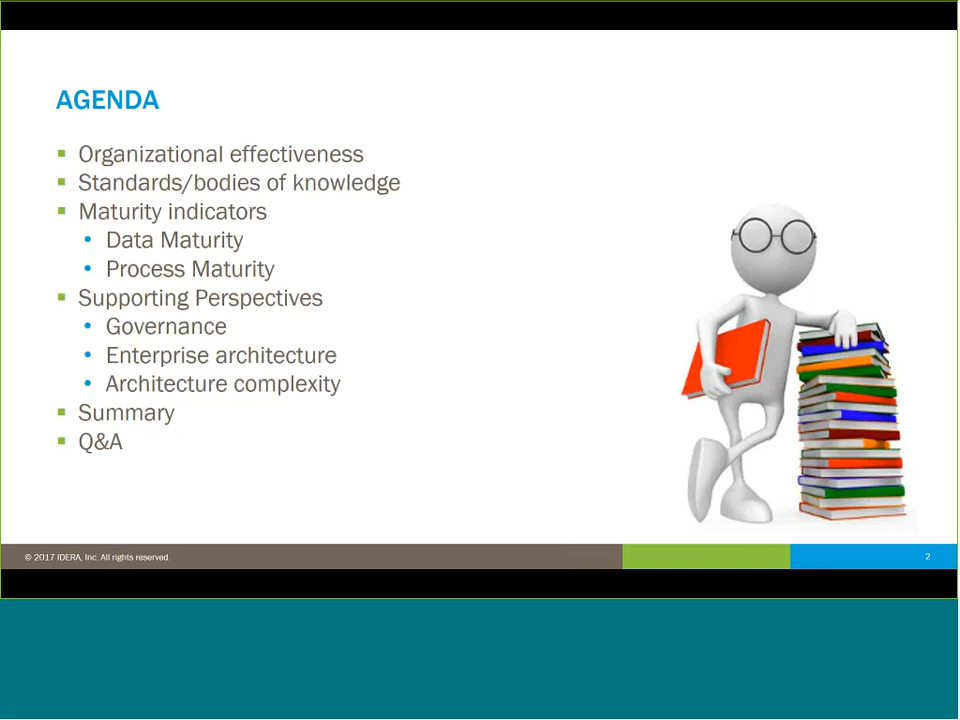 AGENDA
Organizational effectiveness
Standards/bodies of knowledge
Maturity indicators
Data Maturity
Process Maturity
Supporting Perspectives
Governance
Enterprise architecture
Architecture complexity
Summary
Q&A
© 2017 IDERA, Inc. All rights reserved.
2